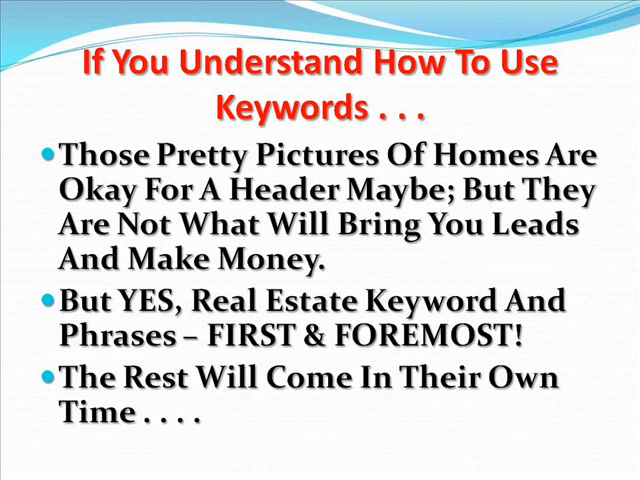 If You Understand How To Use
Keywords . . .
Those Pretty Pictures Of Homes Are
Okay For A Header Maybe; But They
Are Not What Will Bring You Leads
And Make Money.
But YES, Real Estate Keyword And
Phrases – FIRST & FOREMOST!
The Rest Will Come In Their Own
Time . . . .